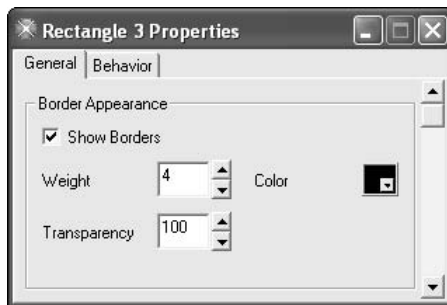 Rectangle 3 Properties
General Behavior
Border Appearance
Show Borders
Weight 4 Color
Transparency 100